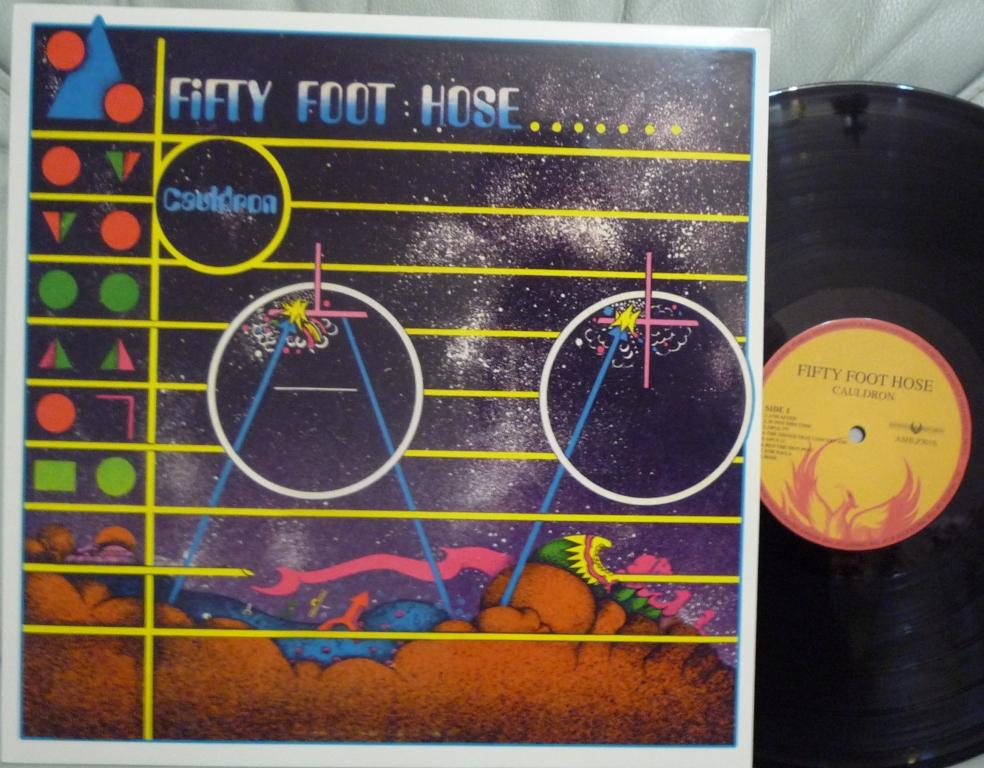 FiFTY FOOT : HOSE.......
Cauldron
FIFTY FOOT HOSE
CAULDRON
SIDE 1